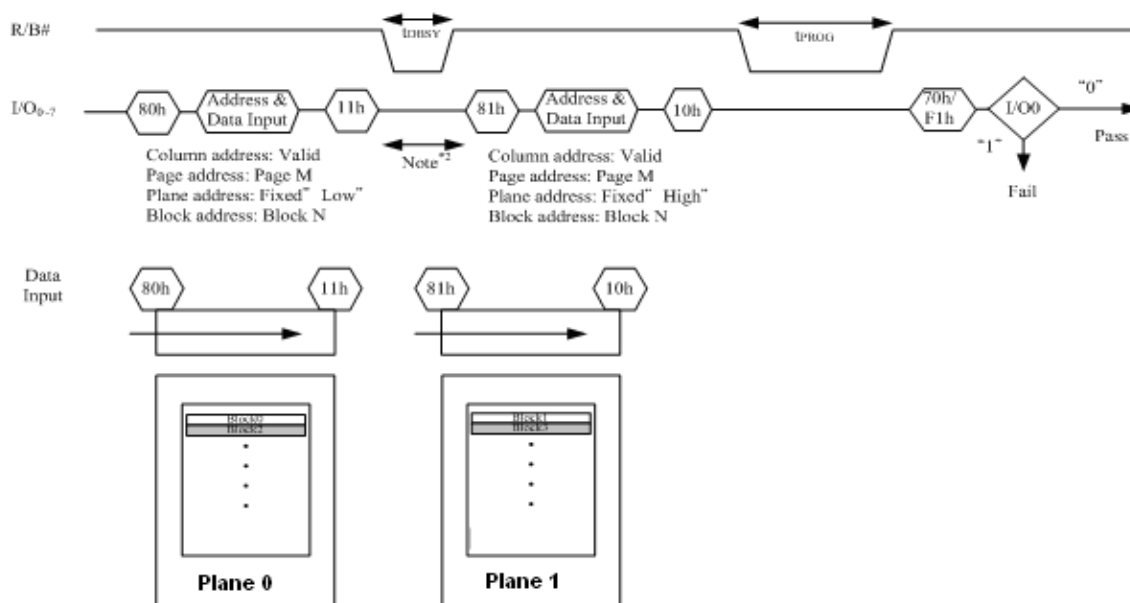 R/B#
tDBSY
tPROG
I/O0~7
80h
Address &
Data Input
11h
81h
Address &
Data Input
10h
70h/
F1h
I/O0
“0”
Pass
“1”
Fail
Note*2
Column address: Valid
Page address: Page M
Plane address: Fixed” Low”
Block address: Block N
Column address: Valid
Page address: Page M
Plane address: Fixed” High”
Block address: Block N
Data
Input
80h
11h
81h
10h
Block0
Block2
Block1
Block3
Plane 0
Plane 1